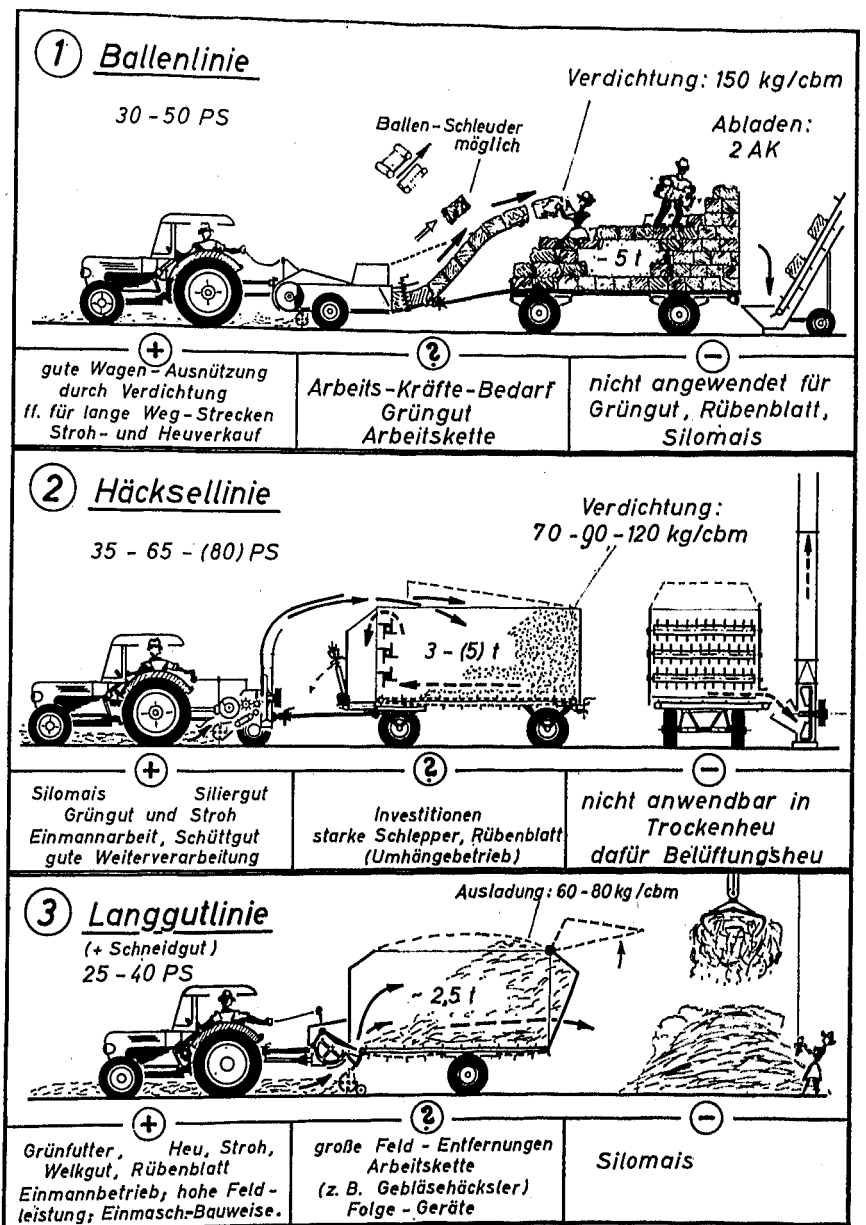 1 Ballenlinie
30 - 50 PS
Ballen-Schleuder
möglich
Verdichtung: 150 kg/cbm
Abladen:
2 AK
~ 5 t
+
gute Wagen-Ausnützung
durch Verdichtung
ff. für lange Weg-Strecken
Stroh- und Heuverkauf
?
Arbeits-Kräfte-Bedarf
Grüngut
Arbeitskette
-
nicht angewendet für
Grüngut, Rübenblatt,
Silomais
2 Häcksellinie
35 - 65 - (80) PS
Verdichtung:
70 - 90 - 120 kg/cbm
3 - (5) t
+
Silomais Siliergut
Grüngut und Stroh
Einmannarbeit, Schüttgut
gute Weiterverarbeitung
?
Investitionen
starke Schlepper, Rübenblatt
(Umhängebetrieb)
-
nicht anwendbar in
Trockenheu
dafür Belüftungsheu
3 Langgutlinie
(+ Schneidgut)
25 - 40 PS
Ausladung: 60 - 80 kg/cbm
~ 2,5 t
+
Grünfutter, Heu, Stroh,
Welkgut, Rübenblatt
Einmannbetrieb; hohe Feld-
leistung; Einmasch-Bauweise.
?
große Feld - Entfernungen
Arbeitskette
(z. B. Gebläsehäcksler)
Folge - Geräte
-
Silomais